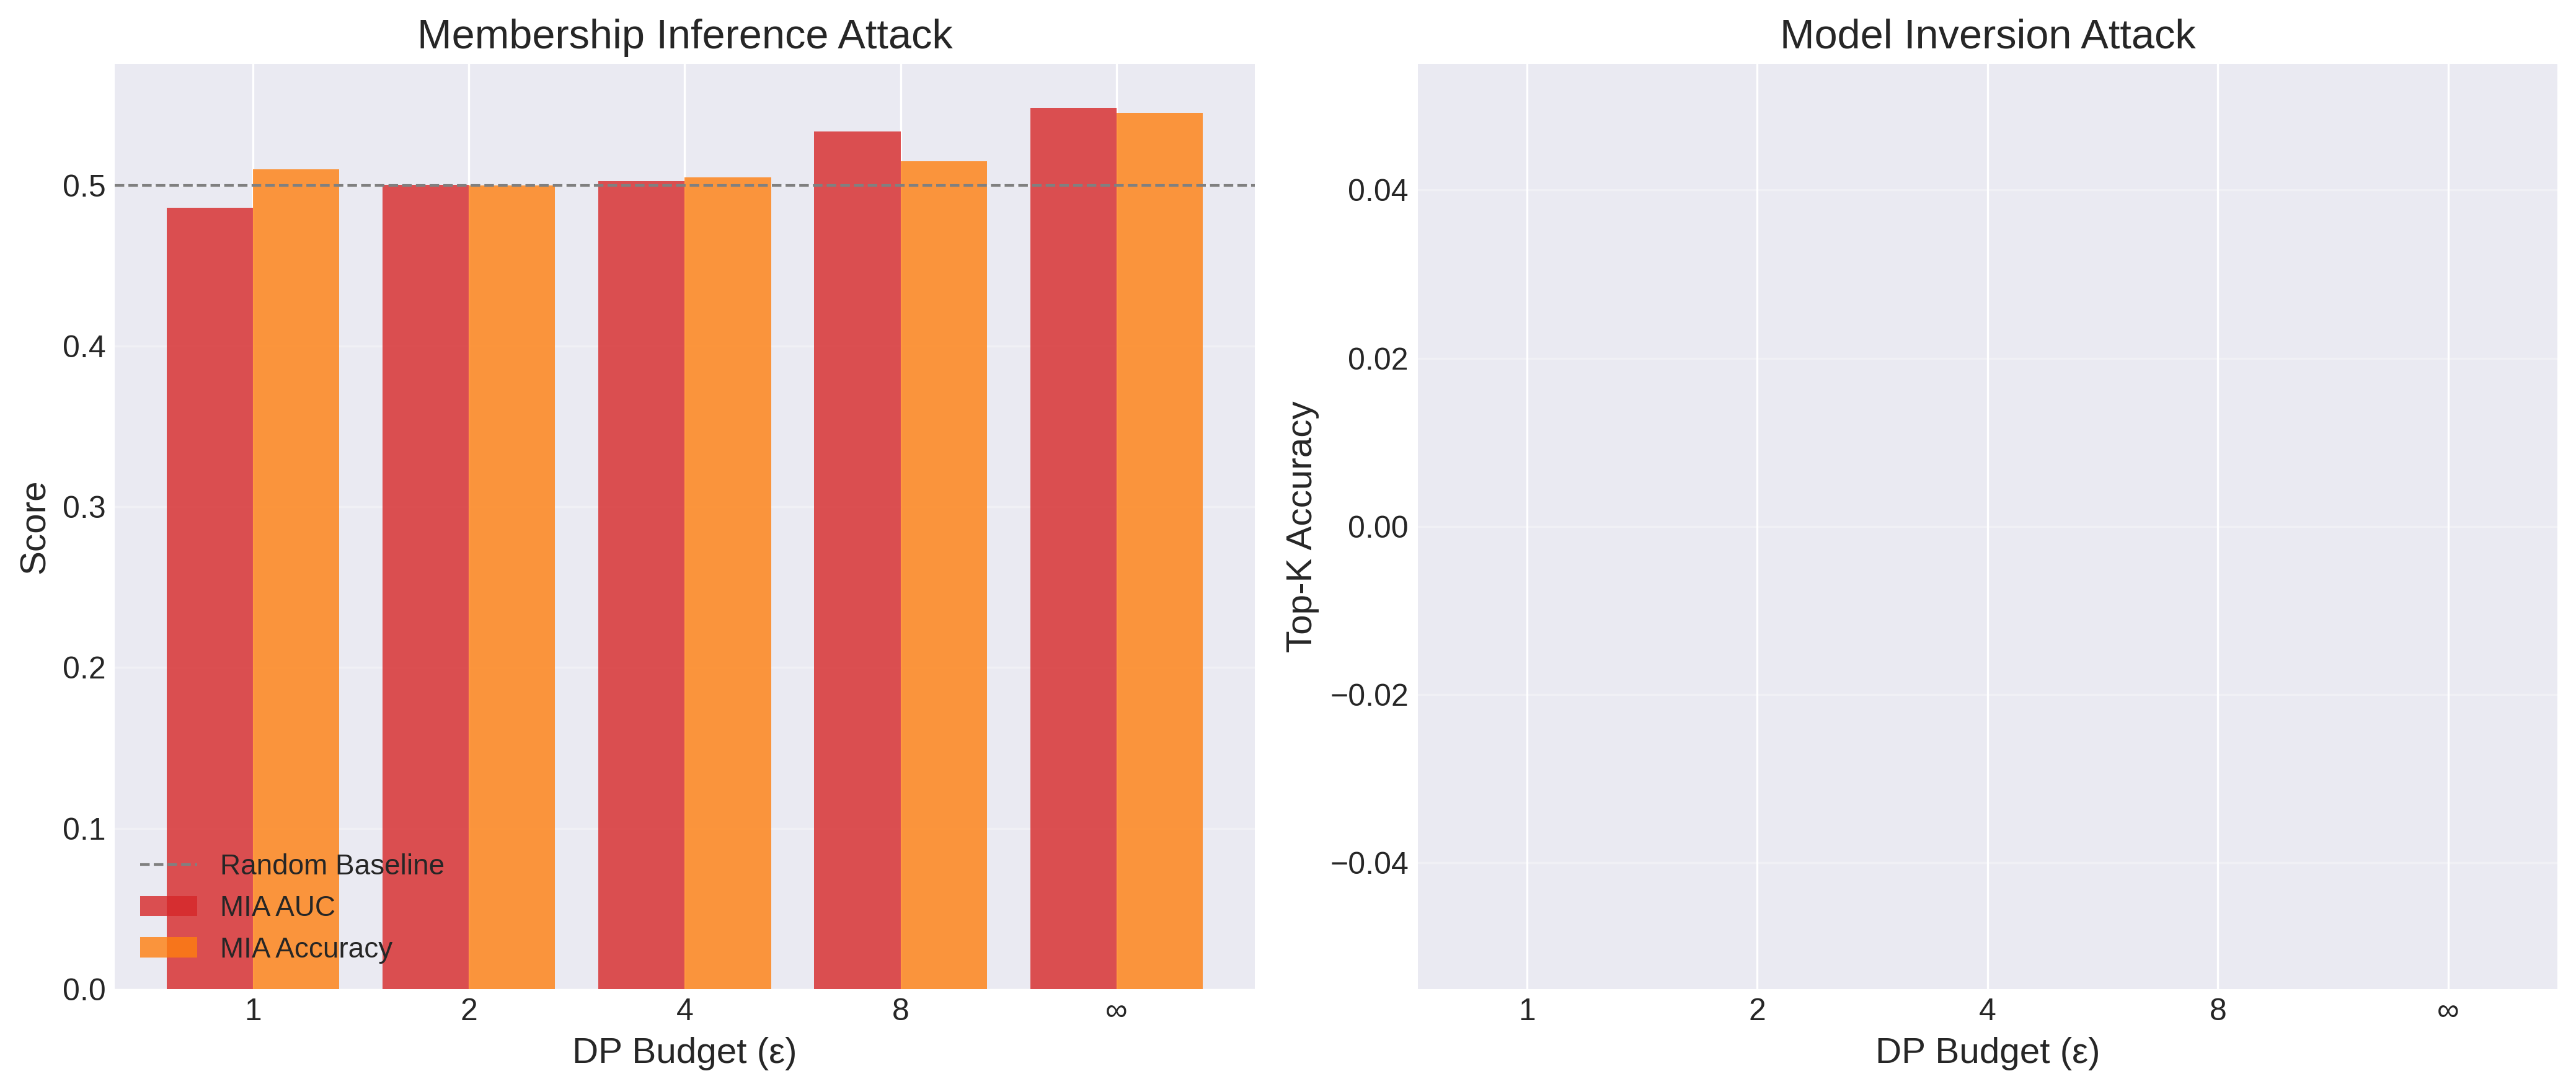 Membership Inference Attack
Score
0.5
0.4
0.3
0.2
0.1
0.0
Random Baseline
MIA AUC
MIA Accuracy
1 2 4 8 ∞
DP Budget (ε)
Model Inversion Attack
Top-K Accuracy
0.04
0.02
0.00
−0.02
−0.04
1 2 4 8 ∞
DP Budget (ε)